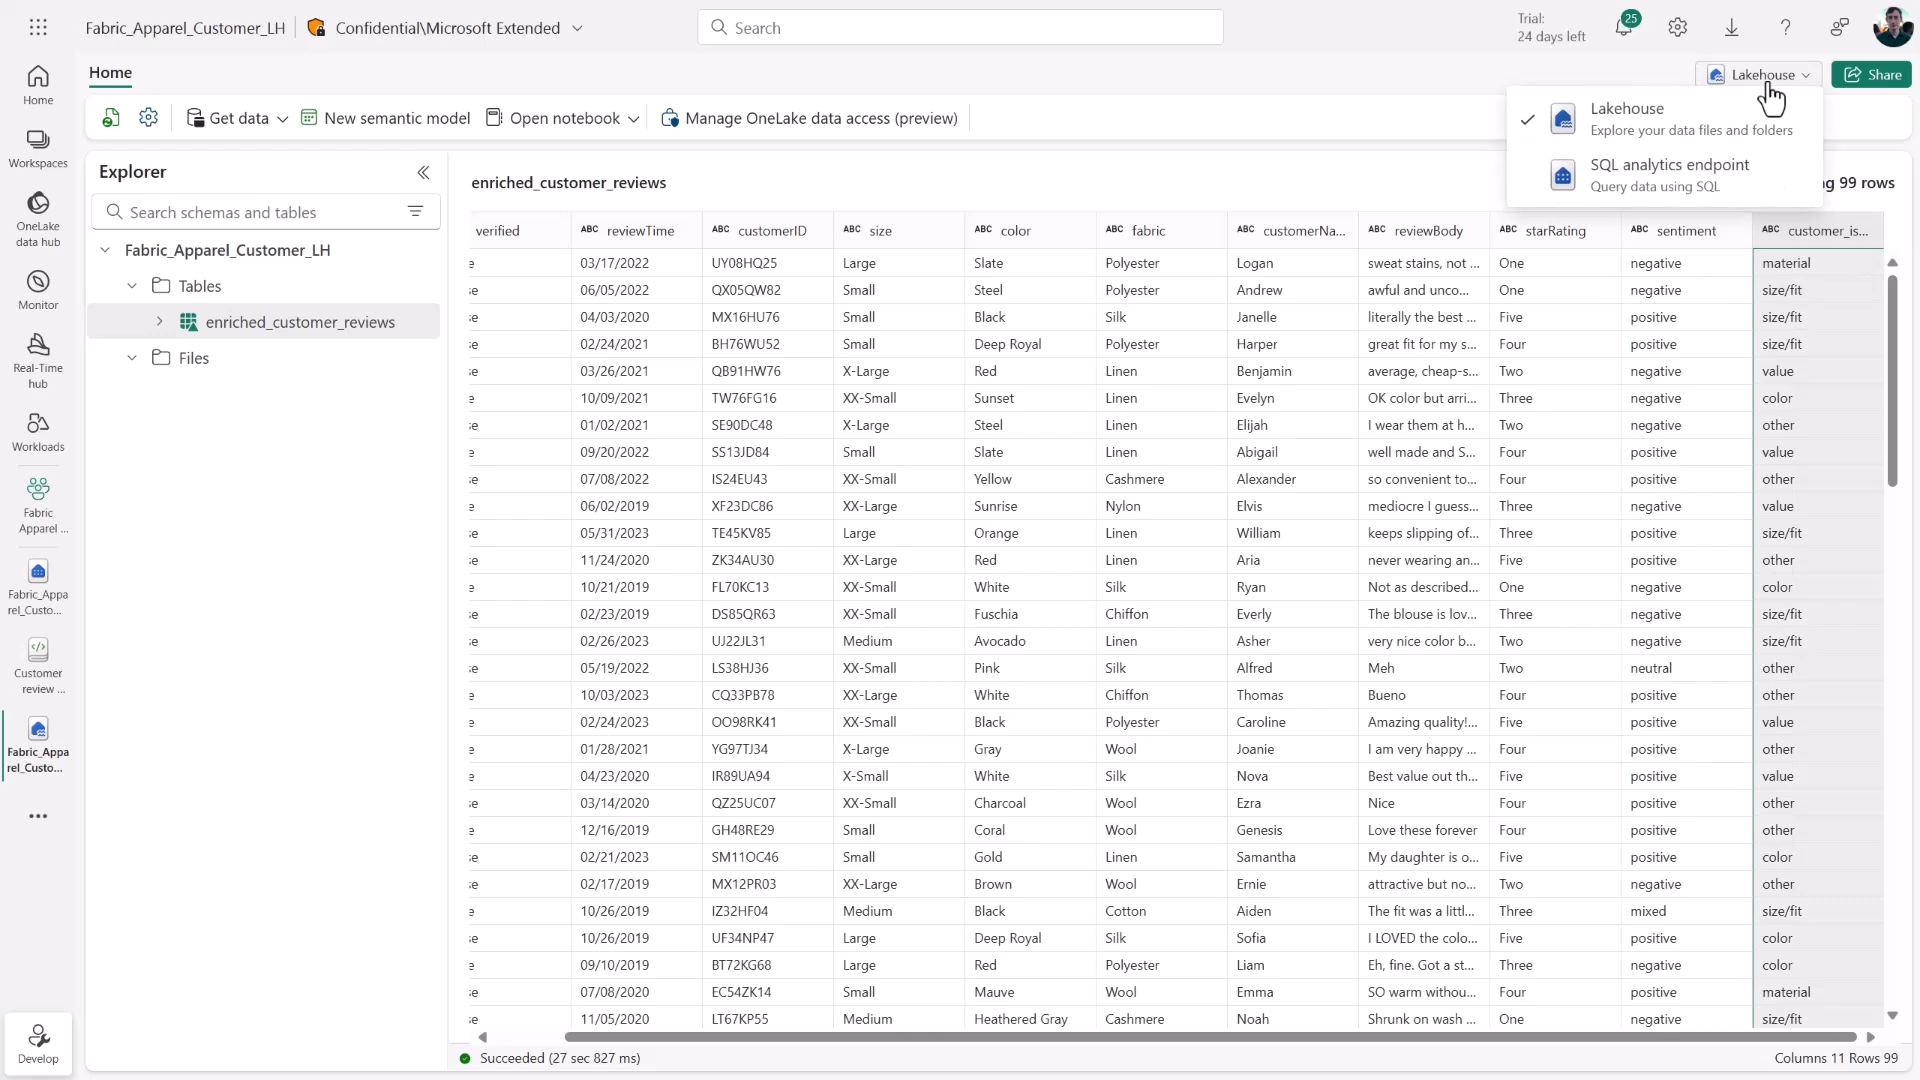 Fabric_Apparel_Customer_LH
Confidential\Microsoft Extended
Search
Trial:
24 days left
25
Home
Lakehouse
Share
Get data
New semantic model
Open notebook
Manage OneLake data access (preview)
Lakehouse
Explore your data files and folders
SQL analytics endpoint
Query data using SQL
Home
Workspaces
OneLake
data hub
Monitor
Real-Time
hub
Workloads
Fabric
Apparel ...
Fabric_Appa
rel_Custo...
Customer
review ...
Fabric_Appa
rel_Custo...
Develop
Explorer
Search schemas and tables
Fabric_Apparel_Customer_LH
Tables
enriched_customer_reviews
Files
enriched_customer_reviews
g 99 rows
verified ABC reviewTime ABC customerID ABC size ABC color ABC fabric ABC customerNa... ABC reviewBody ABC starRating ABC sentiment ABC customer_is...
e 03/17/2022 UY08HQ25 Large Slate Polyester Logan sweat stains, not ... One negative material
se 06/05/2022 QX05QW82 Small Steel Polyester Andrew awful and unco... One negative size/fit
se 04/03/2020 MX16HU76 Small Black Silk Janelle literally the best ... Five positive size/fit
se 02/24/2021 BH76WU52 Small Deep Royal Polyester Harper great fit for my s... Four positive size/fit
se 03/26/2021 QB91HW76 X-Large Red Linen Benjamin average, cheap-s... Two negative value
e 10/09/2021 TW76FG16 XX-Small Sunset Linen Evelyn OK color but arri... Three negative color
se 01/02/2021 SE90DC48 X-Large Steel Linen Elijah I wear them at h... Two negative other
e 09/20/2022 SS13JD84 Small Slate Linen Abigail well made and S... Four positive value
e 07/08/2022 IS24EU43 XX-Small Yellow Cashmere Alexander so convenient to... Four positive other
e 06/02/2019 XF23DC86 XX-Large Sunrise Nylon Elvis mediocre I guess... Three negative value
e 05/31/2023 TE45KV85 Large Orange Linen William keeps slipping of... Three positive size/fit
e 11/24/2020 ZK34AU30 XX-Large Red Linen Aria never wearing an... Five positive other
e 10/21/2019 FL70KC13 XX-Small White Silk Ryan Not as described... One negative color
se 02/23/2019 DS85QR63 XX-Small Fuschia Chiffon Everly The blouse is lov... Three negative size/fit
se 02/26/2023 UJ22JL31 Medium Avocado Linen Asher very nice color b... Two negative size/fit
se 05/19/2022 LS38HJ36 XX-Small Pink Silk Alfred Meh Two neutral other
e 10/03/2023 CQ33PB78 XX-Large White Chiffon Thomas Bueno Four positive other
e 02/24/2023 OO98RK41 XX-Small Black Polyester Caroline Amazing quality!... Five positive value
e 01/28/2021 YG97TJ34 X-Large Gray Wool Joanie I am very happy ... Four positive other
se 04/23/2020 IR89UA94 X-Small White Silk Nova Best value out th... Five positive value
e 03/14/2020 QZ25UC07 XX-Small Charcoal Wool Ezra Nice Four positive other
e 12/16/2019 GH48RE29 Small Coral Wool Genesis Love these forever Four positive other
se 02/21/2023 SM11OC46 Small Gold Linen Samantha My daughter is o... Five positive color
e 02/17/2019 MX12PR03 XX-Large Brown Wool Ernie attractive but no... Two negative other
e 10/26/2019 IZ32HF04 Medium Black Cotton Aiden The fit was a littl... Three mixed size/fit
se 10/26/2019 UF34NP47 Large Deep Royal Silk Sofia I LOVED the colo... Five positive color
e 09/10/2019 BT72KG68 Large Red Polyester Liam Eh, fine. Got a st... Three negative color
e 07/08/2020 EC54ZK14 Small Mauve Wool Emma SO warm withou... Four positive material
se 11/05/2020 LT67KP55 Medium Heathered Gray Cashmere Noah Shrunk on wash ... One negative size/fit
Succeeded (27 sec 827 ms)
Columns 11 Rows 99